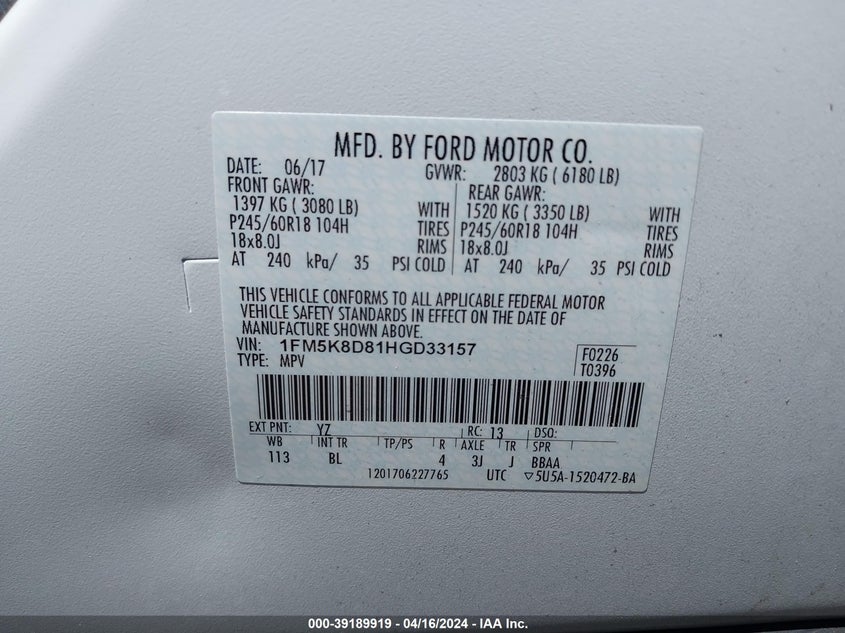 MFD. BY FORD MOTOR CO.
DATE: 06/17 GVWR: 2803 KG ( 6180 LB)
FRONT GAWR: REAR GAWR:
1397 KG ( 3080 LB) WITH 1520 KG ( 3350 LB) WITH
P245/60R18 104H TIRES P245/60R18 104H TIRES
18x8.0J RIMS 18x8.0J RIMS
AT 240 kPa/ 35 PSI COLD AT 240 kPa/ 35 PSI COLD
THIS VEHICLE CONFORMS TO ALL APPLICABLE FEDERAL MOTOR
VEHICLE SAFETY STANDARDS IN EFFECT ON THE DATE OF
MANUFACTURE SHOWN ABOVE.
VIN: 1FM5K8D81HGD33157 F0226
TYPE: MPV T0396
EXT PNT: YZ RC: 13 DSO:
WB INT TR TP/PS R AXLE TR SPR
113 BL 4 3J J BBAA
1201706227765 UTC ▽5U5A-1520472-BA
000-39189919 - 04/16/2024 - IAA Inc.